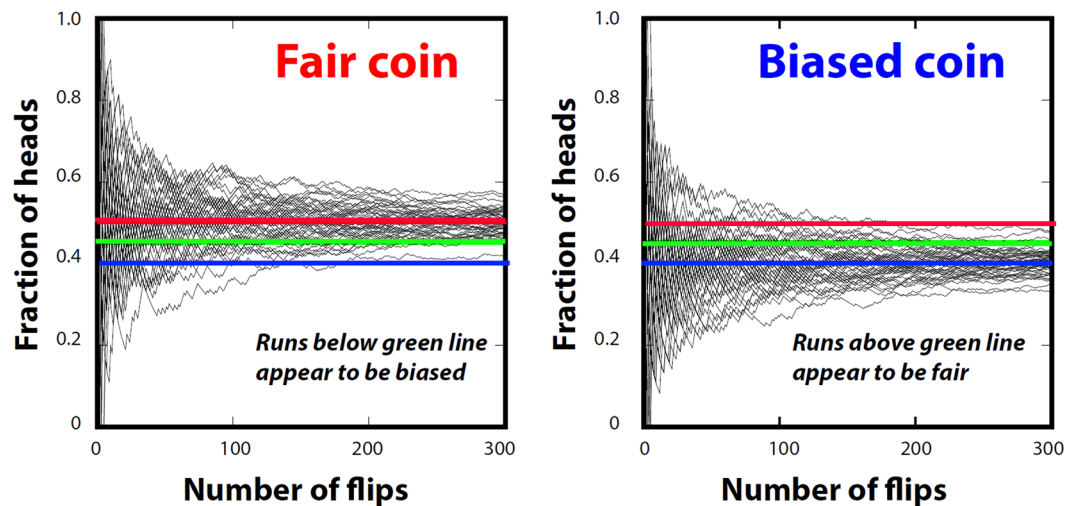 Fair coin
Fraction of heads
1.0
0.8
0.6
0.4
0.2
0
Runs below green line
appear to be biased
0
100
200
300
Number of flips
Biased coin
Fraction of heads
1.0
0.8
0.6
0.4
0.2
0
Runs above green line
appear to be fair
0
100
200
300
Number of flips